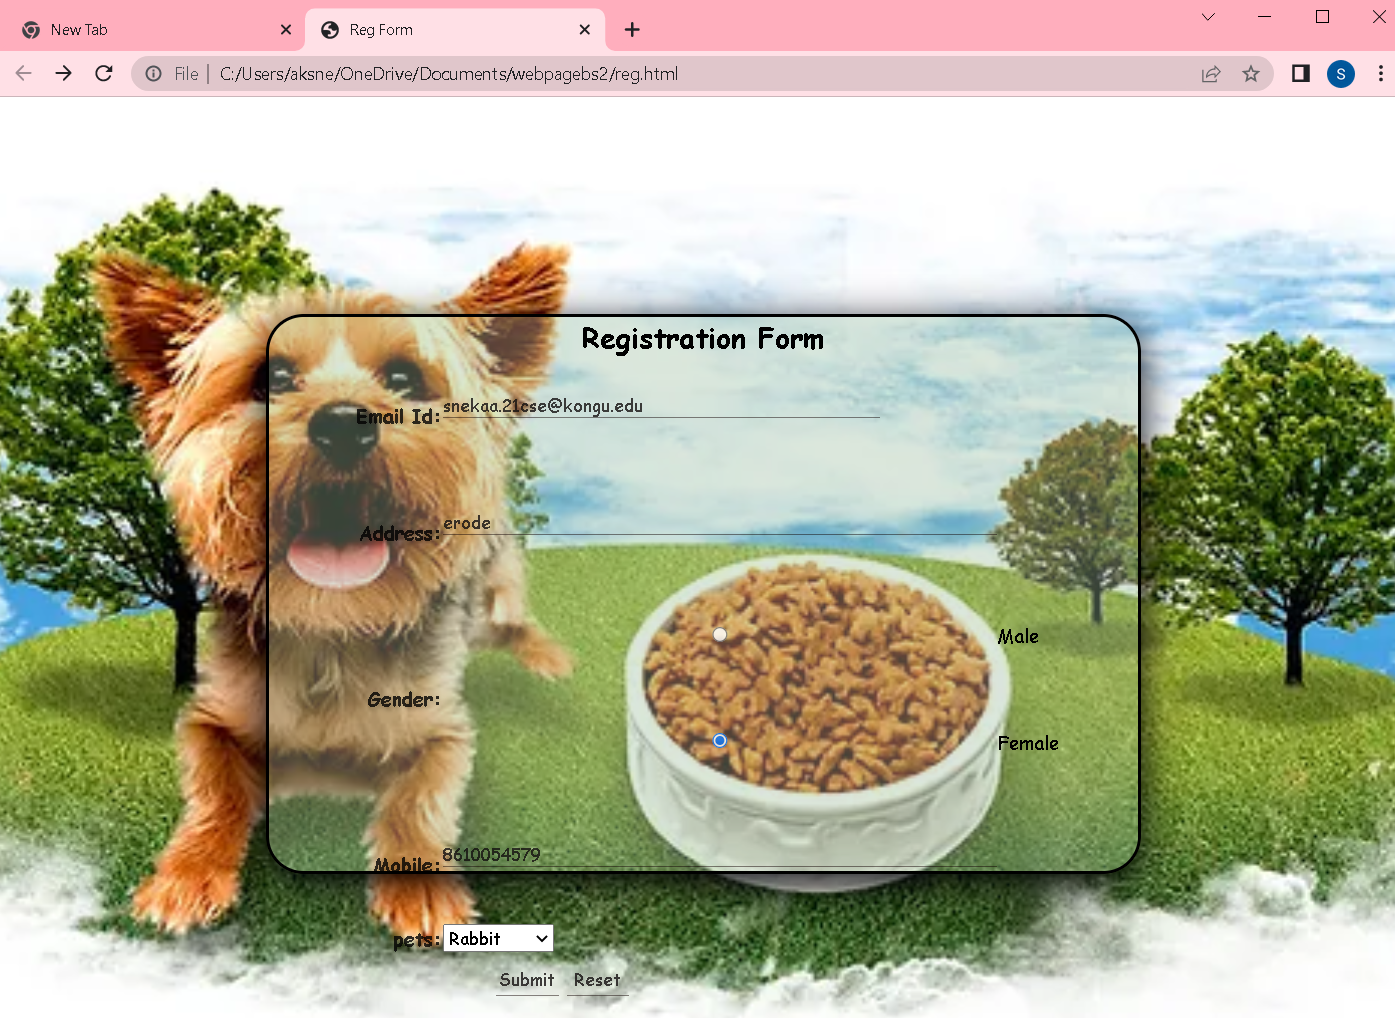 New Tab
Reg Form
File
C:/Users/aksne/OneDrive/Documents/webpagebs2/reg.html
S
Registration Form
Email Id: snekaa.21cse@kongu.edu
Address: erode
Male
Gender:
Female
Mobile: 8610054579
pets: Rabbit
Submit Reset